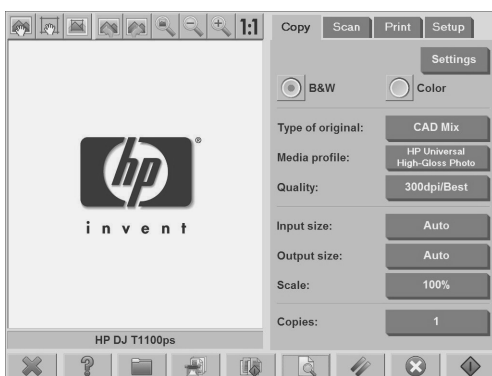 1:1
Copy Scan Print Setup
Settings
B&W Color
Type of original: CAD Mix
Media profile: HP Universal High-Gloss Photo
Quality: 300dpi/Best
Input size: Auto
Output size: Auto
Scale: 100%
Copies: 1
hp®
invent
HP DJ T1100ps
?